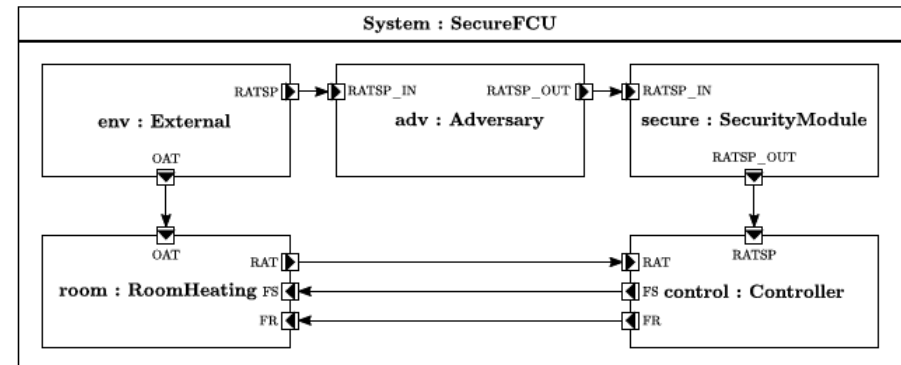 System : SecureFCU
RATSP
RATSP_IN
RATSP_OUT
RATSP_IN
env : External
adv : Adversary
secure : SecurityModule
OAT
RATSP_OUT
OAT
RATSP
RAT
RAT
room : RoomHeating
FS
FS
control : Controller
FR
FR